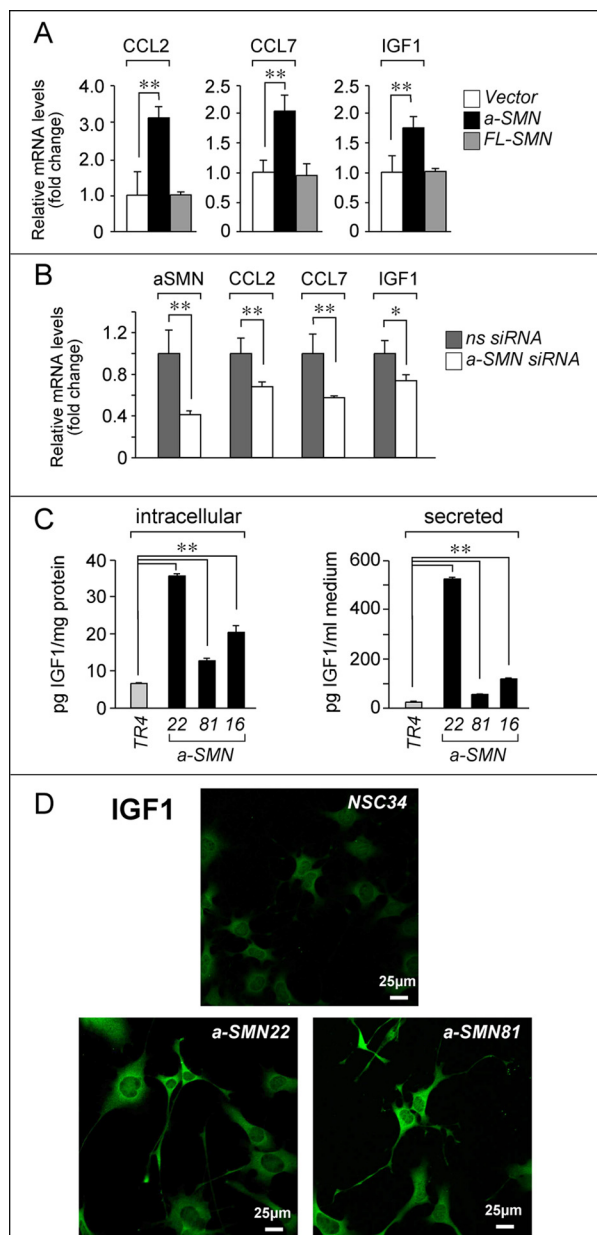 A
CCL2 CCL7 IGF1
Relative mRNA levels
(fold change)
4.0
3.0
2.0
1.0
0
2.5
2.0
1.5
1.0
0.5
0
2.5
2.0
1.5
1.0
0.5
0
** ** **
Vector
a-SMN
FL-SMN
B
aSMN CCL2 CCL7 IGF1
Relative mRNA levels
(fold change)
1.2
0.8
0.4
0
** ** ** *
ns siRNA
a-SMN siRNA
C
intracellular
pg IGF1/mg protein
40
30
20
10
0
**
TR4 22 81 16
a-SMN
secreted
pg IGF1/ml medium
600
400
200
0
**
TR4 22 81 16
a-SMN
D
IGF1
NSC34
25µm
a-SMN22
25µm
a-SMN81
25µm